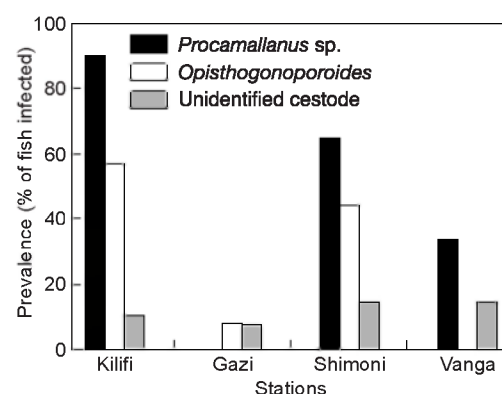 Prevalence (% of fish infected)
100
80
60
40
20
0
Procamallanus sp.
Opisthogonoporoides
Unidentified cestode
Kilifi Gazi Shimoni Vanga
Stations